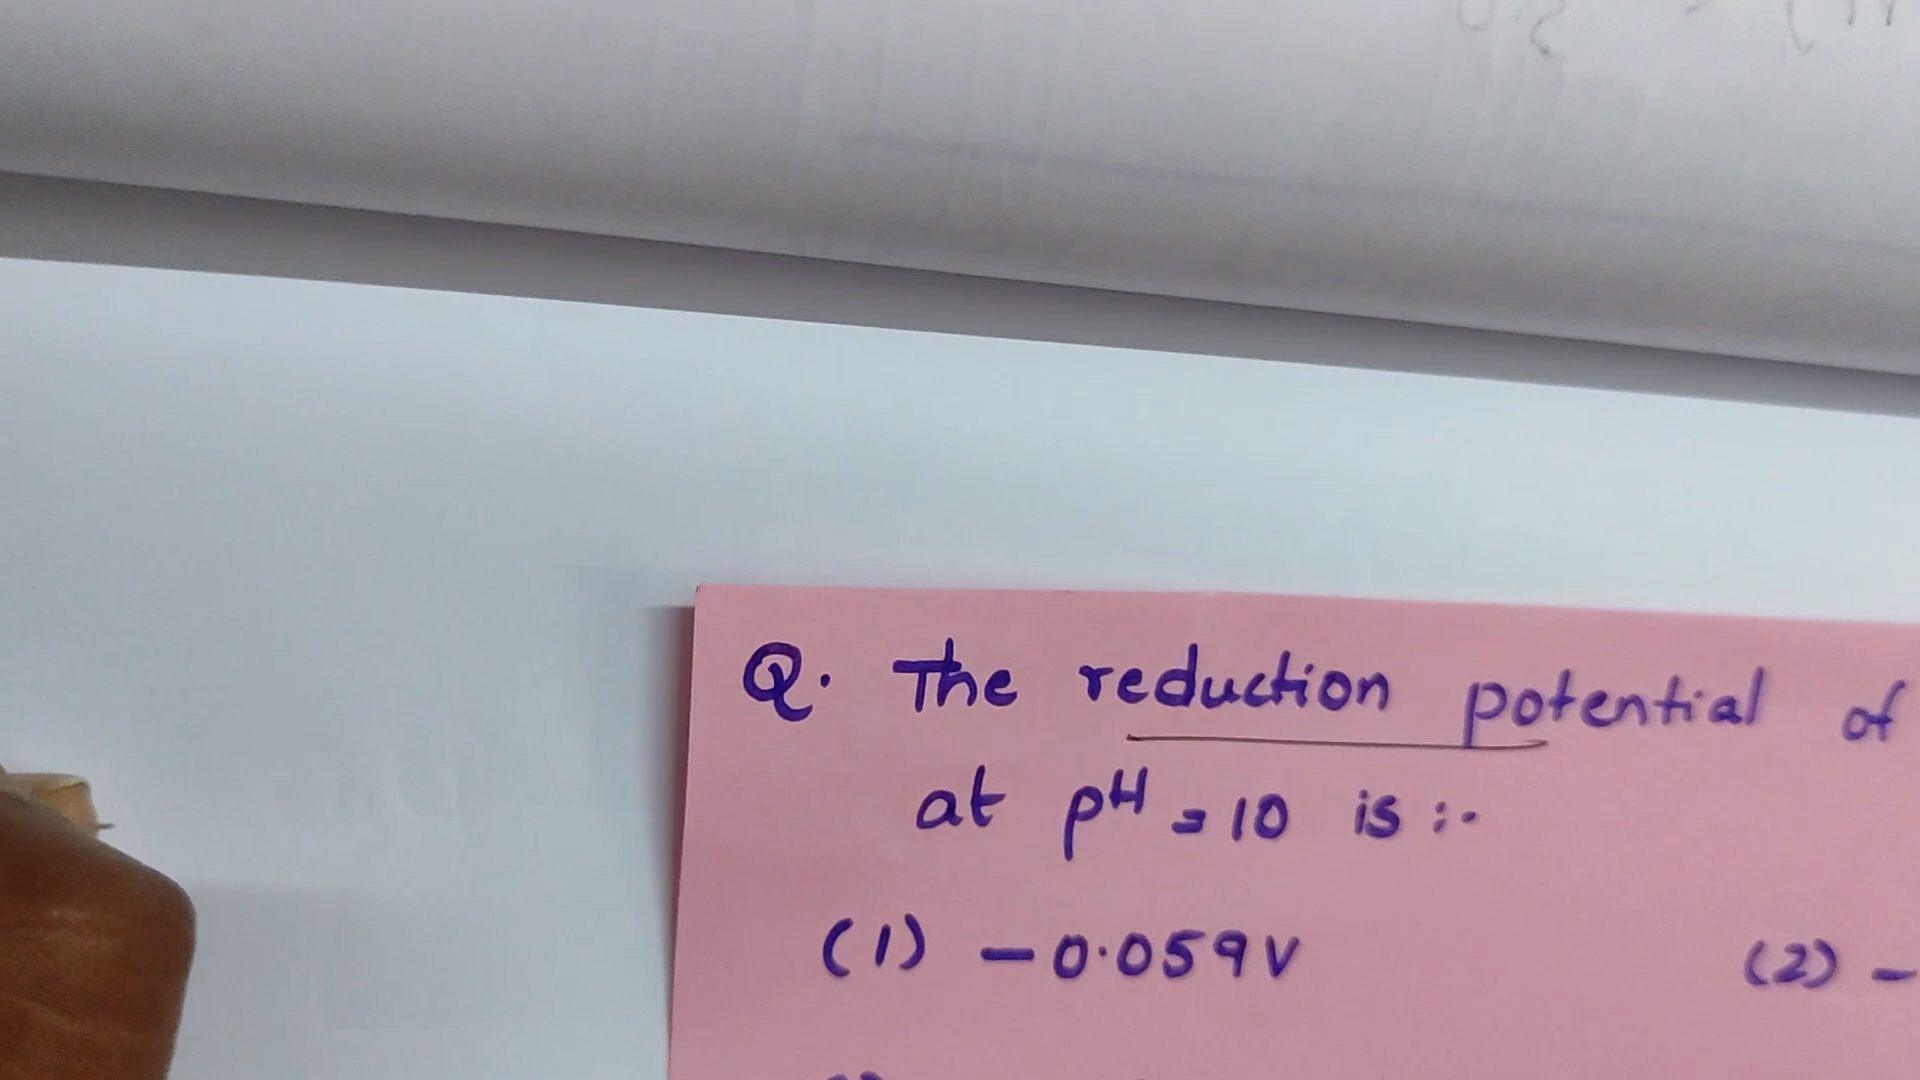 Q. The reduction potential of
at pH = 10 is :-
(1) -0.059V (2) -